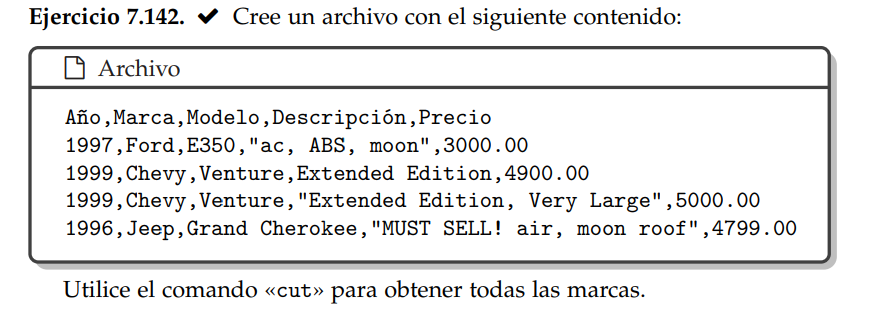 Ejercicio 7.142. ✔ Cree un archivo con el siguiente contenido:
Archivo
Año,Marca,Modelo,Descripción,Precio
1997,Ford,E350,"ac, ABS, moon",3000.00
1999,Chevy,Venture,Extended Edition,4900.00
1999,Chevy,Venture,"Extended Edition, Very Large",5000.00
1996,Jeep,Grand Cherokee,"MUST SELL! air, moon roof",4799.00
Utilice el comando «cut» para obtener todas las marcas.